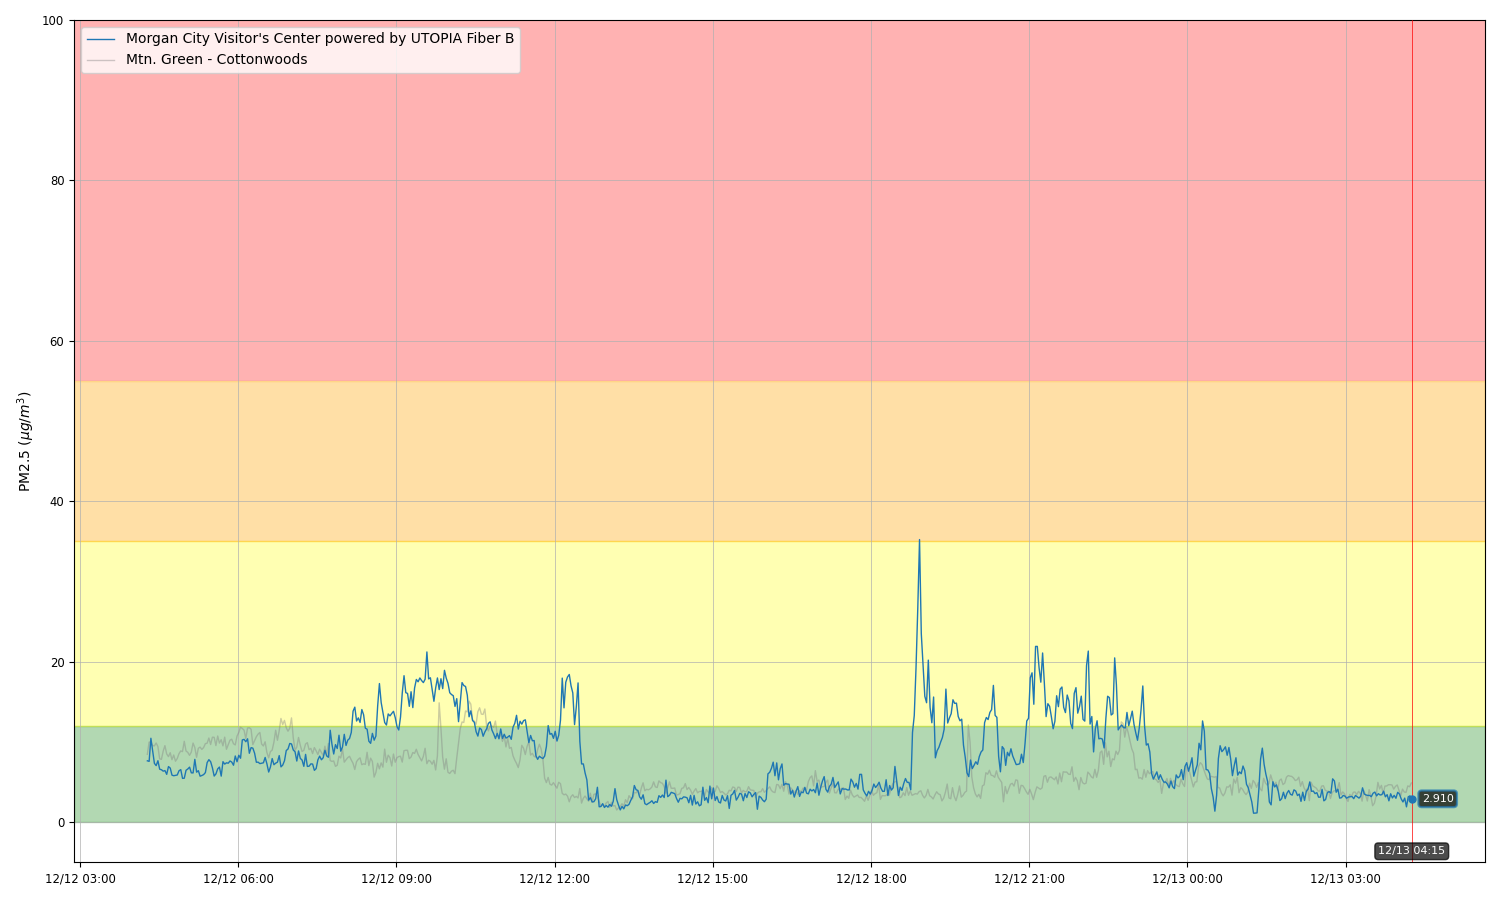 100
Morgan City Visitor's Center powered by UTOPIA Fiber B
Mtn. Green - Cottonwoods
80
60
PM2.5 (μg/m³)
40
20
0
2.910
12/13 04:15
12/12 03:00 12/12 06:00 12/12 09:00 12/12 12:00 12/12 15:00 12/12 18:00 12/12 21:00 12/13 00:00 12/13 03:00